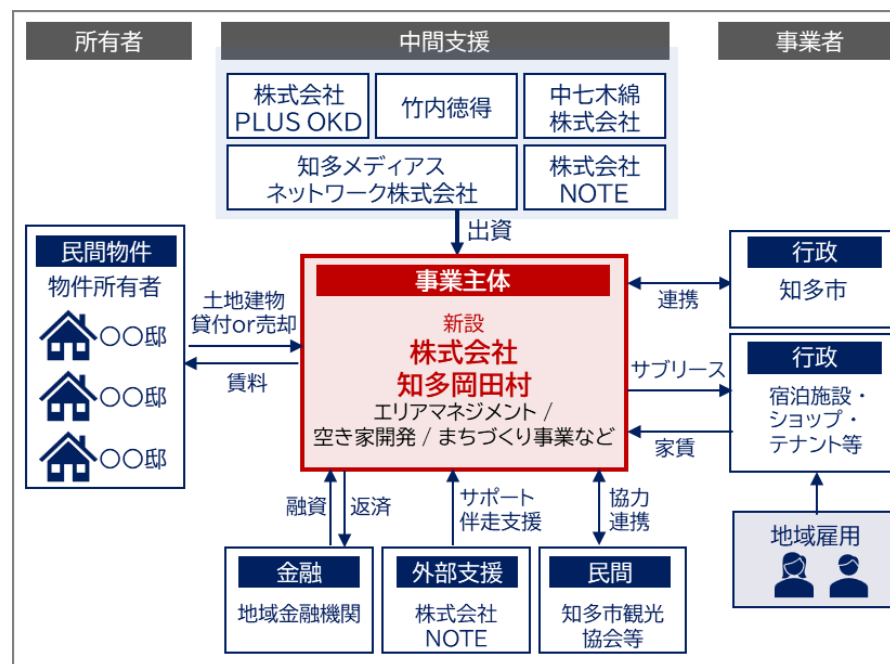 所有者
中間支援
事業者
株式会社
PLUS OKD
竹内徳得
中七木綿
株式会社
知多メディアス
ネットワーク株式会社
株式会社
NOTE
出資
民間物件
物件所有者
〇〇邸
〇〇邸
〇〇邸
土地建物
貸付or売却
賃料
事業主体
新設
株式会社
知多岡田村
エリアマネジメント /
空き家開発 / まちづくり事業など
連携
行政
知多市
サブリース
家賃
行政
宿泊施設・
ショップ・
テナント等
地域雇用
融資
返済
サポート
伴走支援
協力
連携
金融
地域金融機関
外部支援
株式会社
NOTE
民間
知多市観光
協会等